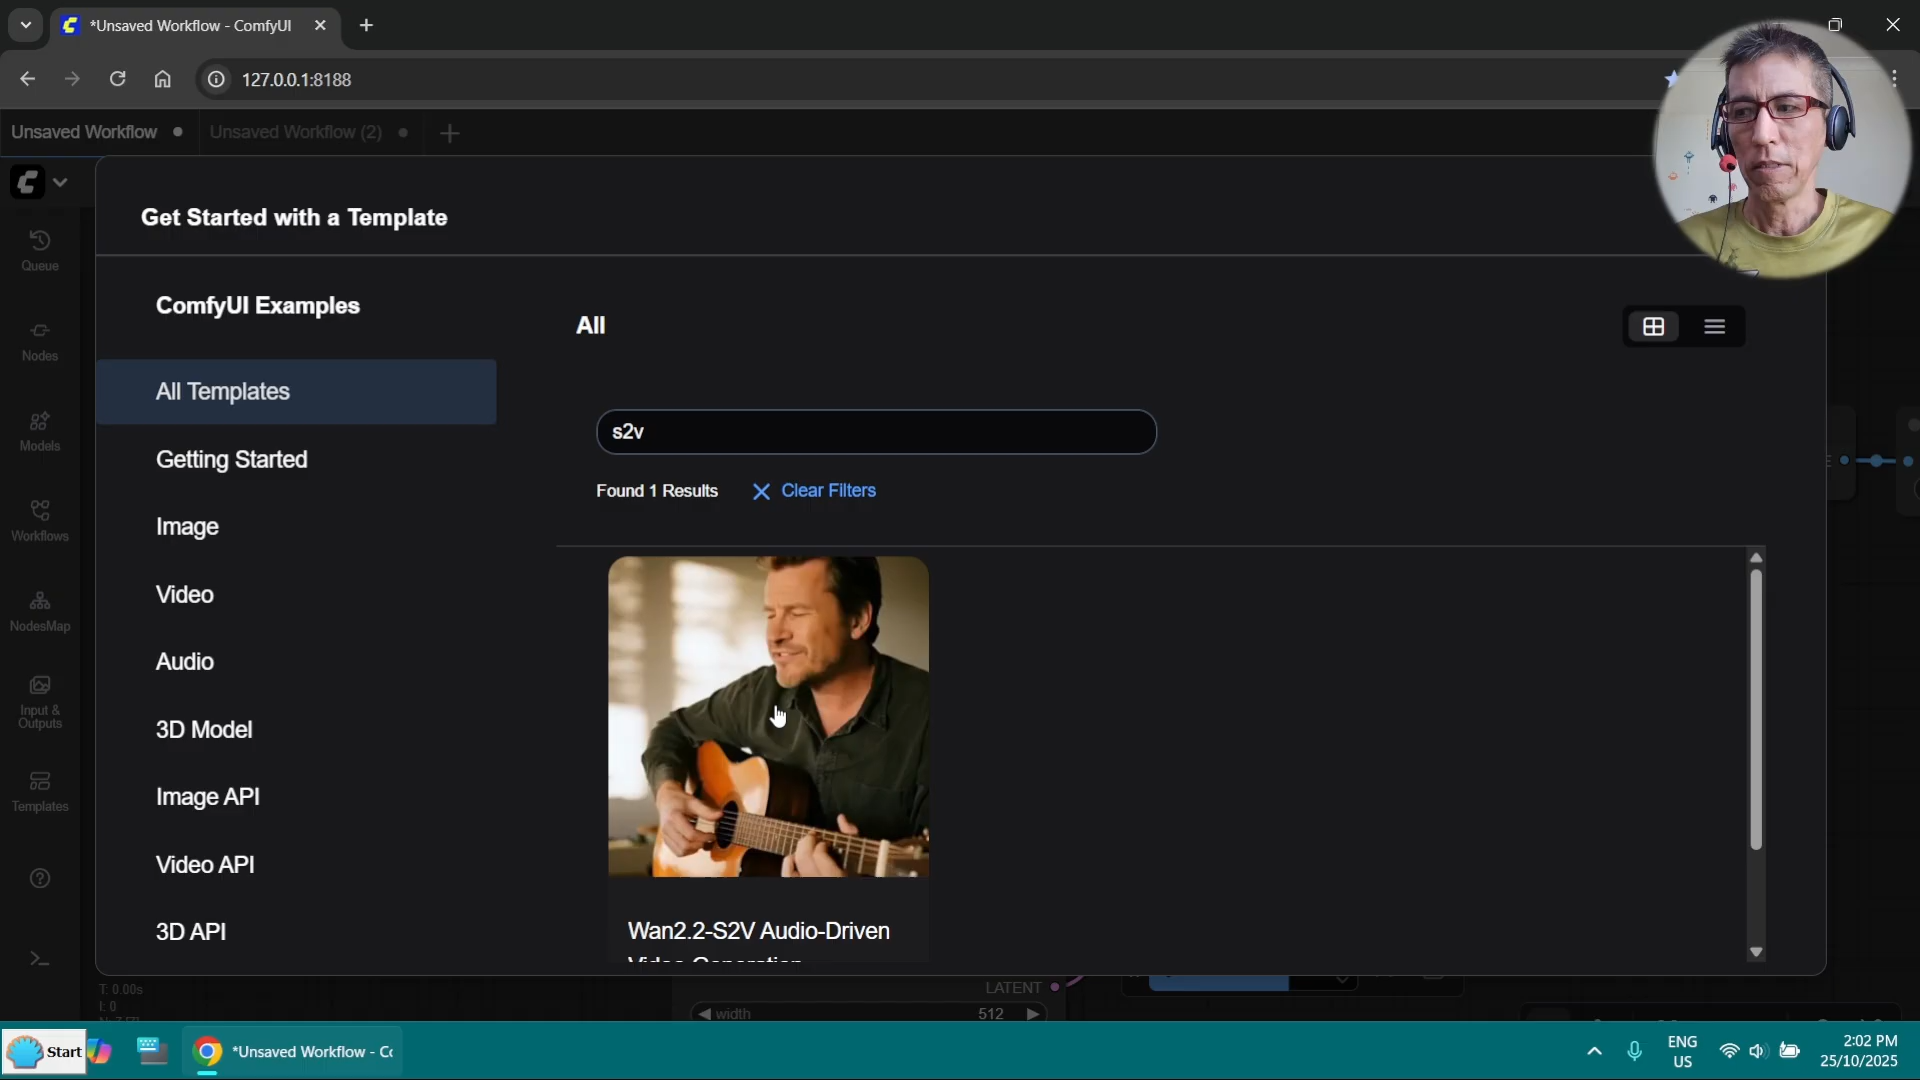 *Unsaved Workflow - ComfyUI
127.0.0.1:8188
Unsaved Workflow
Unsaved Workflow (2)
Get Started with a Template
Queue
Nodes
Models
Workflows
NodesMap
Input &
Outputs
Templates
ComfyUI Examples
All Templates
Getting Started
Image
Video
Audio
3D Model
Image API
Video API
3D API
All
s2v
Found 1 Results
Clear Filters
Wan2.2-S2V Audio-Driven
Video Generation
T: 0.00s
I: 0
LATENT
width
512
Start
*Unsaved Workflow - Cc
ENG
US
2:02 PM
25/10/2025